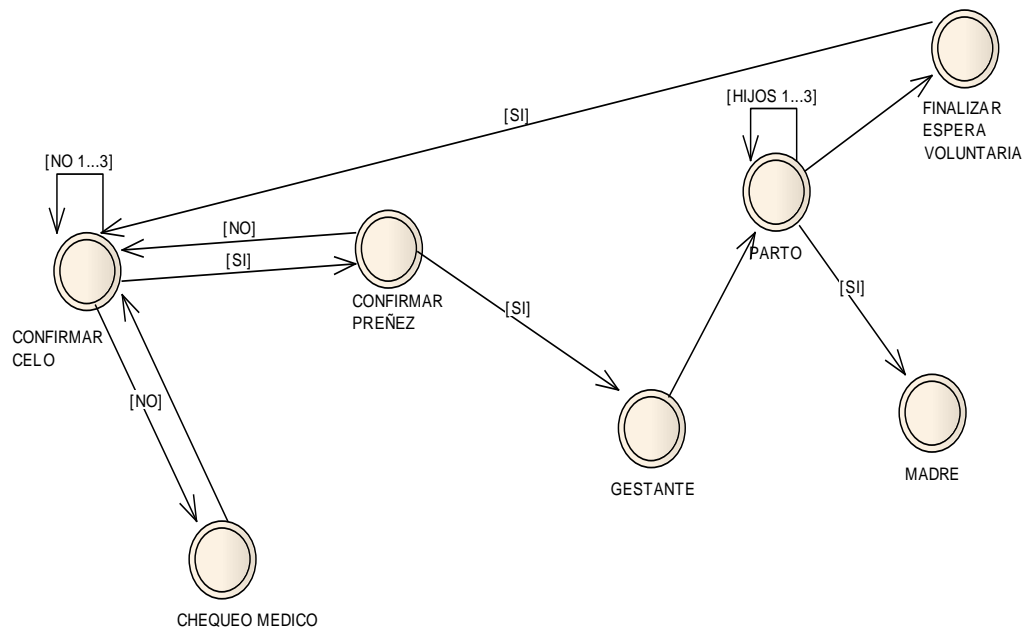 [SI]
[HIJOS 1...3]
FINALIZAR
ESPERA
VOLUNTARIA
[NO 1...3]
[NO]
[SI]
PARTO
CONFIRMAR
PREÑEZ
[SI]
[SI]
CONFIRMAR
CELO
[NO]
GESTANTE
MADRE
CHEQUEO MEDICO